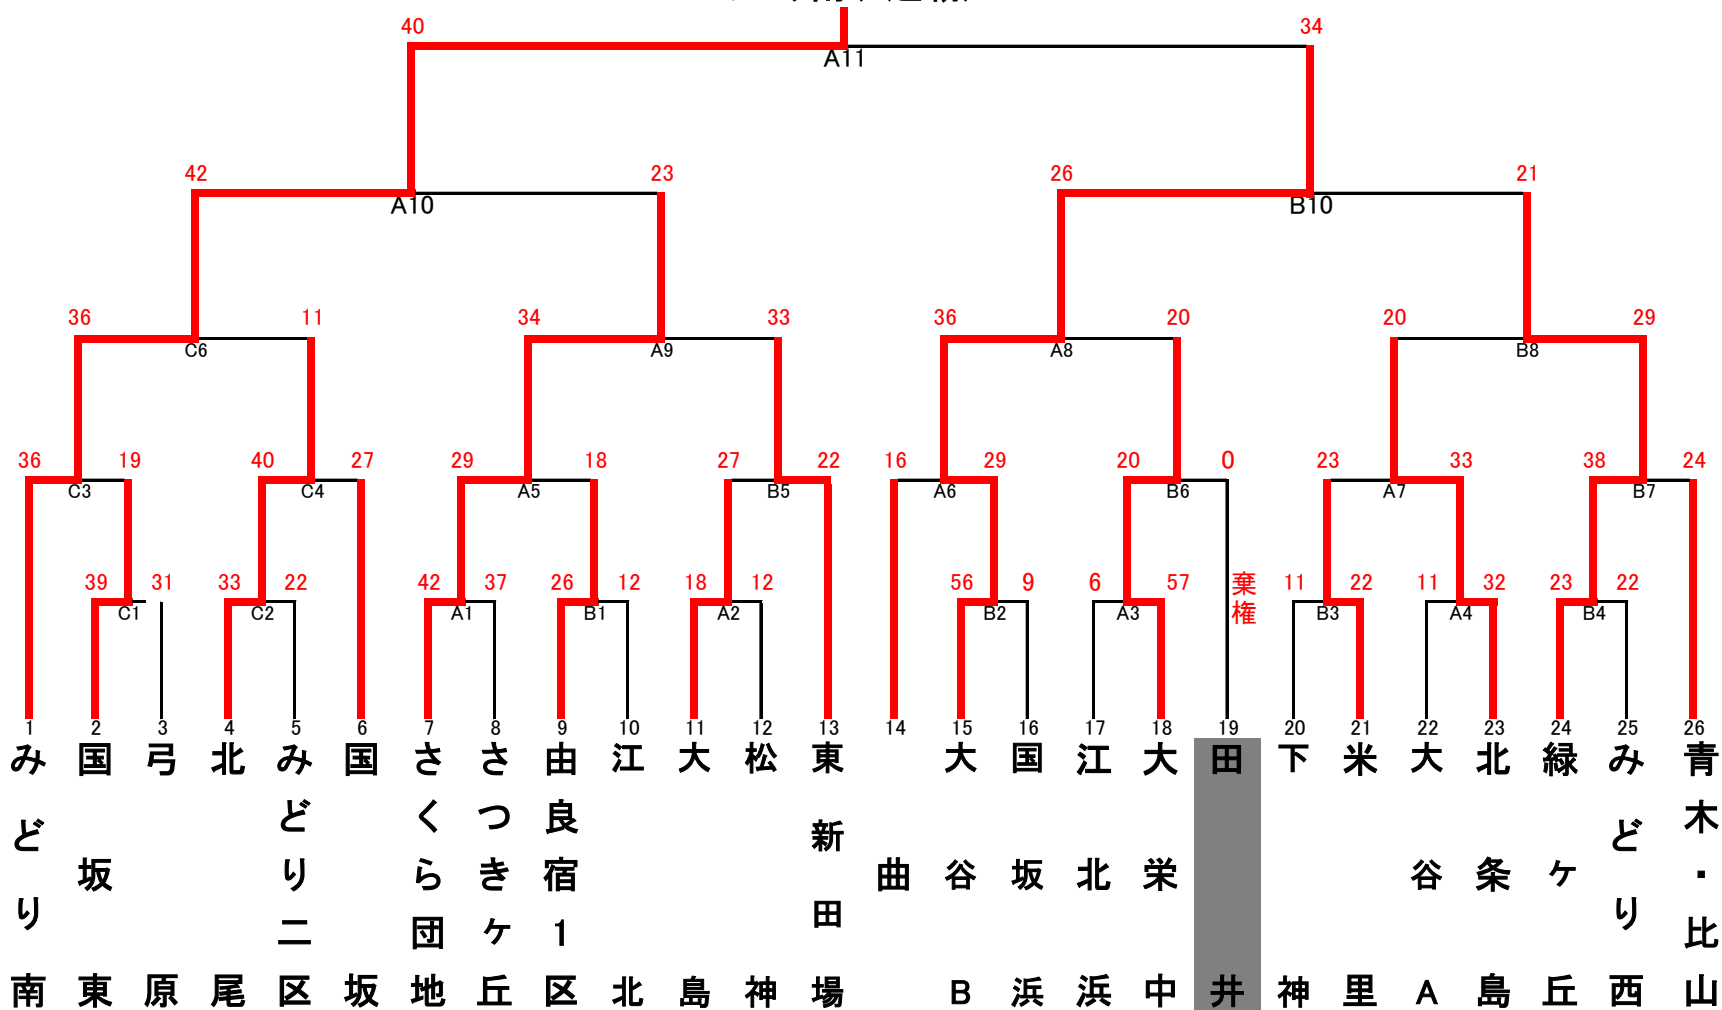 40 34
A11
42 23 26 21
A10 B10
36 11 34 33 36 20 20 29
C6 A9 A8 B8
36 19 40 27 29 18 27 22 16 29 20 0 23 33 38 24
C3 C4 A5 B5 A6 B6 A7 B7
39 31 33 22 42 37 26 12 18 12 56 9 6 57 棄権 11 22 11 32 23 22
C1 C2 A1 B1 A2 B2 A3 B3 A4 B4
1 2 3 4 5 6 7 8 9 10 11 12 13 14 15 16 17 18 19 20 21 22 23 24 25 26
みどり南
国坂東
弓原
北尾
みどり二区
国坂
さくら団地
さつきヶ丘
由良宿1区
江北
大島
松神
東新田場
曲
大谷B
国坂浜
江北浜
大栄中
田井
下神
米里
大谷A
北条島
緑ヶ丘
みどり西
青木・比山